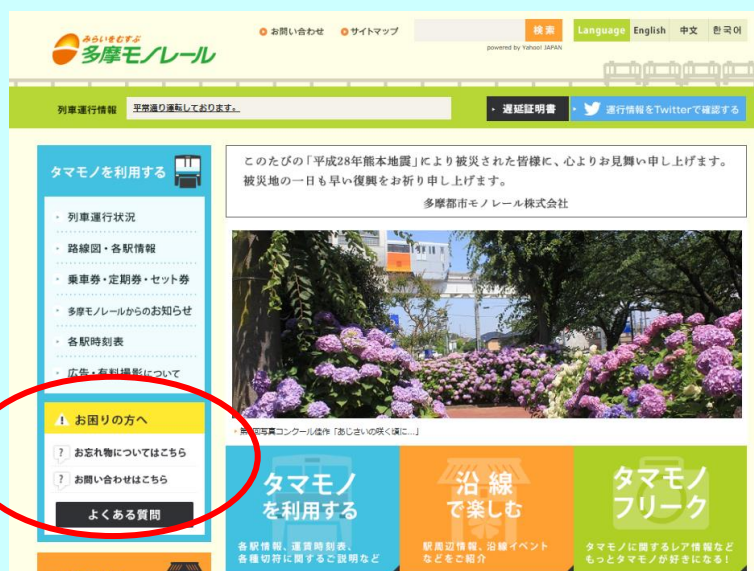 みらいをむすぶ
多摩モノレール
お問い合わせ
サイトマップ
検索
Language English 中文 한국어
powered by Yahoo! JAPAN
列車運行情報
平常通り運転しております。
遅延証明書
運行情報をTwitterで確認する
タマモノを利用する
列車運行状況
路線図・各駅情報
乗車券・定期券・セット券
多摩モノレールからのお知らせ
各駅時刻表
広告・有料撮影について
お困りの方へ
? お忘れ物についてはこちら
? お問い合わせはこちら
よくある質問
このたびの「平成28年熊本地震」により被災された皆様に、心よりお見舞い申し上げます。
被災地の一日も早い復興をお祈り申し上げます。
多摩都市モノレール株式会社
回写真コンクール佳作「あじさいの咲く頃に…」
タマモノ
を利用する
各駅情報、運賃時刻表、
各種切符に関するご説明など
沿線
で楽しむ
駅周辺情報、沿線イベント
などをご紹介
タマモノ
フリーク
タマモノに関するレア情報など
もっとタマモノが好きになる!